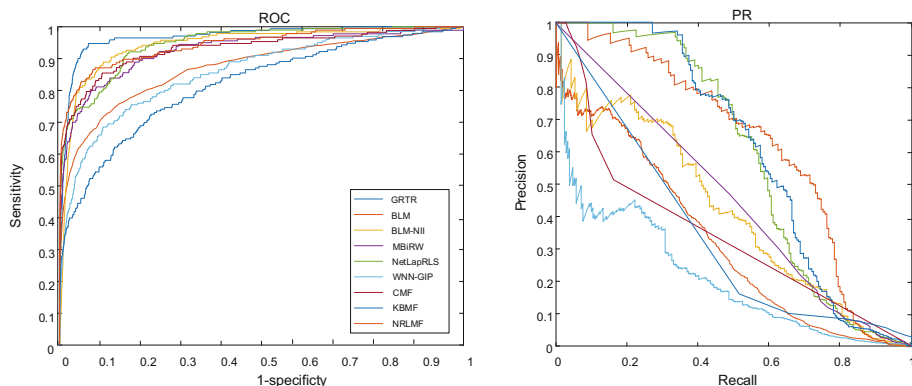 ROC
1
0.9
0.8
0.7
0.6
0.5
0.4
0.3
0.2
0.1
0
Sensitivity
GRTR
BLM
BLM-NII
MBiRW
NetLapRLS
WNN-GIP
CMF
KBMF
NRLMF
0 0.1 0.2 0.3 0.4 0.5 0.6 0.7 0.8 0.9 1
1-specificty
PR
1
0.9
0.8
0.7
0.6
0.5
0.4
0.3
0.2
0.1
0
Precision
0 0.2 0.4 0.6 0.8 1
Recall